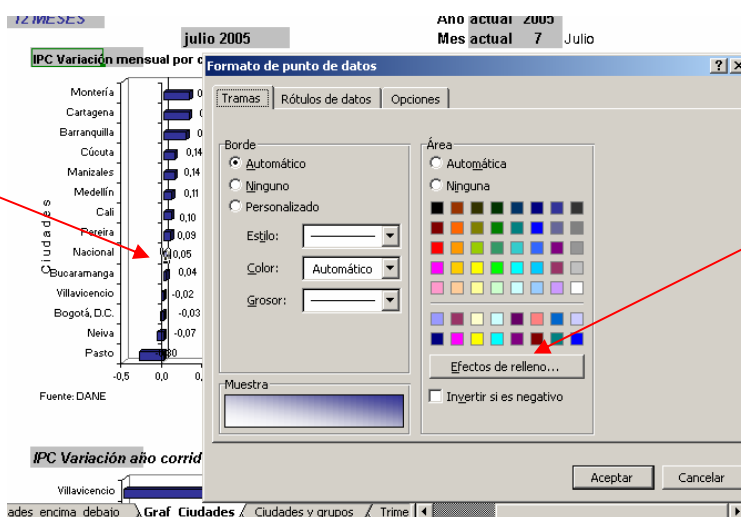 12 MESES
Año actual 2005
julio 2005
Mes actual 7 Julio
IPC Variación mensual por c
Formato de punto de datos
Tramas
Rótulos de datos
Opciones
Ciudades
Montería
Cartagena
Barranquilla
Cúcuta 0,14
Manizales 0,14
Medellín 0,11
Cali 0,10
Pereira 0,09
Nacional 0,05
Bucaramanga 0,04
Villavicencio -0,02
Bogotá, D.C. -0,03
Neiva -0,07
Pasto
-0,5 0,0 0,
Fuente: DANE
Borde
Automático
Ninguno
Personalizado
Estilo:
Color: Automático
Grosor:
Muestra
Área
Automática
Ninguna
Efectos de relleno...
Invertir si es negativo
Aceptar
Cancelar
IPC Variación año corrid
Villavicencio
ades encima debajo
Graf Ciudades
Ciudades y grupos
Trime